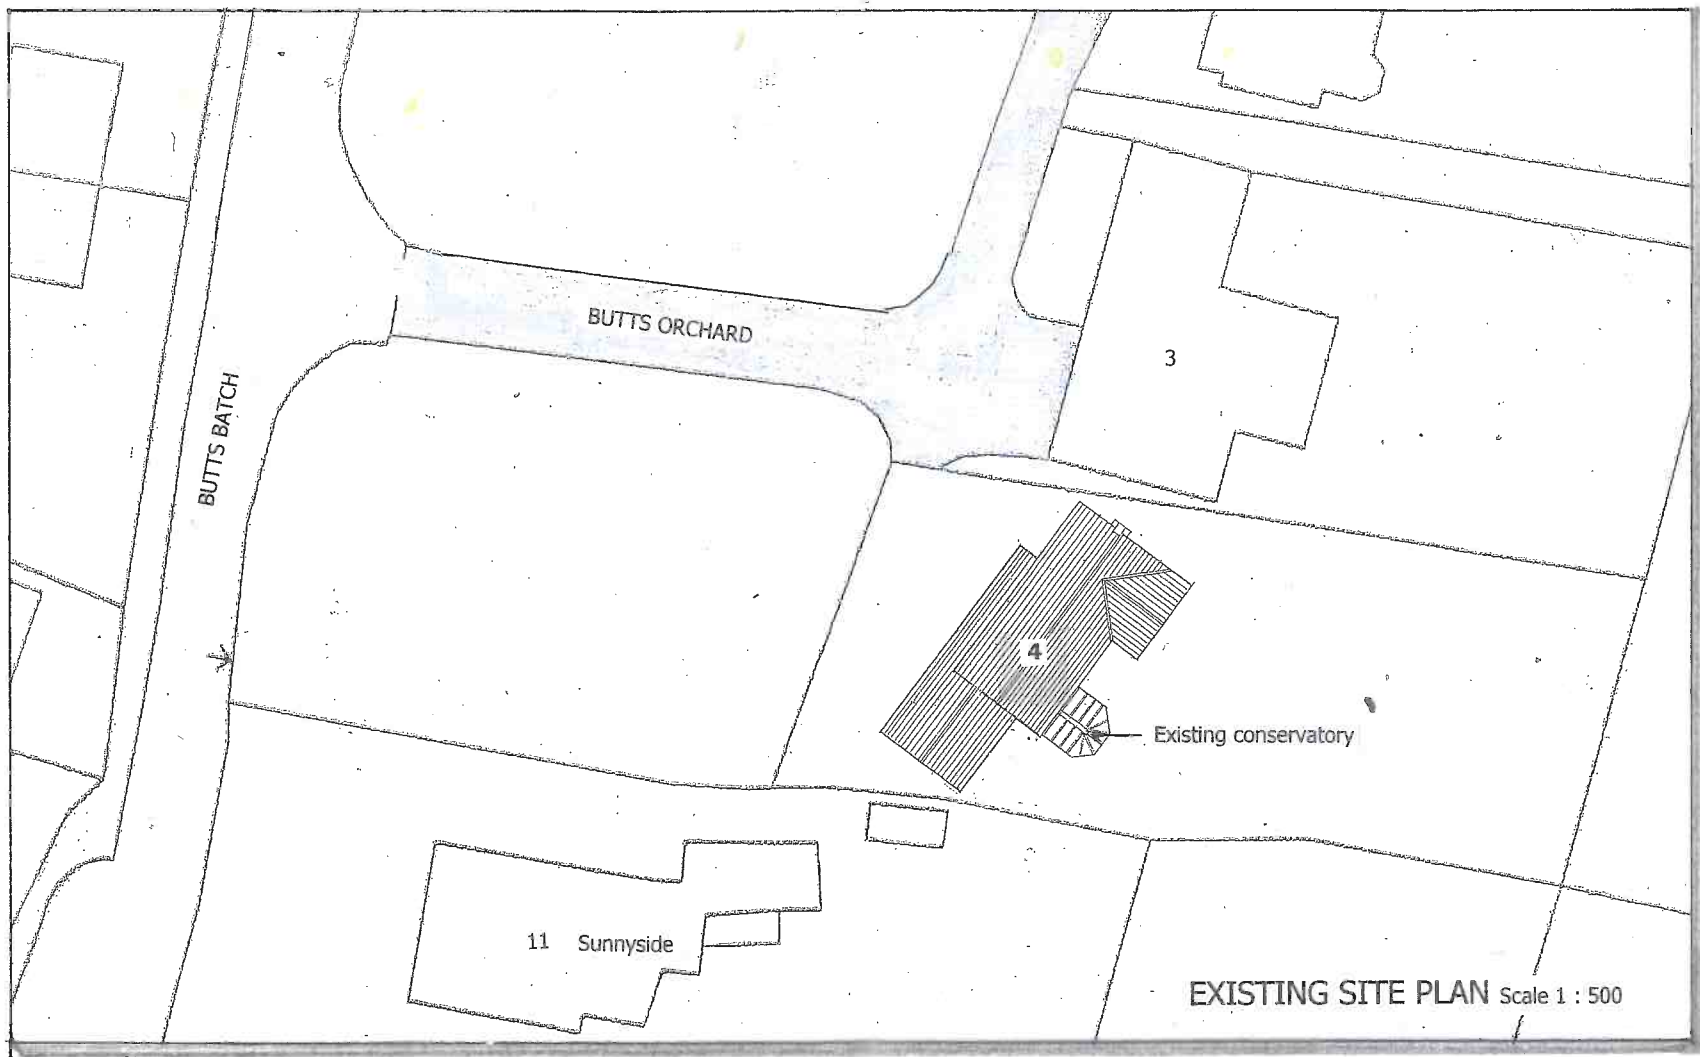 BUTTS ORCHARD
3
BUTTS BATCH
4
Existing conservatory
11 Sunnyside
EXISTING SITE PLAN Scale 1 : 500